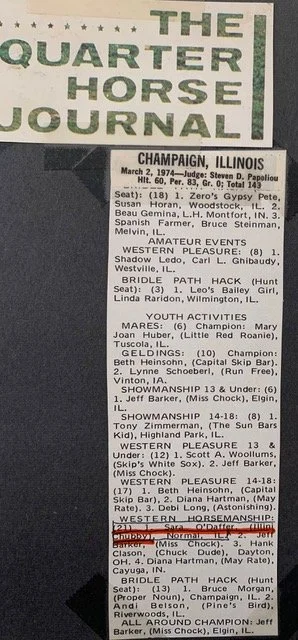 THE
QUARTER
HORSE
JOURNAL
CHAMPAIGN, ILLINOIS
March 2, 1974—Judge: Steven D. Papoliou
Hlt. 60, Per. 83, Gr. 0; Total 143
Seat): (18) 1. Zero's Gypsy Pete,
Susan Horan, Woodstock, IL. 2.
Beau Gemina, L.H. Montfort, IN. 3.
Spanish Farmer, Bruce Steinman,
Melvin, IL.
AMATEUR EVENTS
WESTERN PLEASURE: (8) 1.
Shadow Ledo, Carl L. Ghibaudy,
Westville, IL.
BRIDLE PATH HACK (Hunt
Seat): (3) 1. Leo's Bailey Girl,
Linda Raridon, Wilmington, IL.
YOUTH ACTIVITIES
MARES: (6) Champion: Mary
Joan Huber, (Little Red Roanie),
Tuscola, IL.
GELDINGS: (10) Champion:
Beth Heinsohn, (Capital Skip Bar).
2. Lynne Schoeberl, (Run Free),
Vinton, IA.
SHOWMANSHIP 13 & Under: (6)
1. Jeff Barker, (Miss Chock), Elgin,
IL.
SHOWMANSHIP 14-18: (8) 1.
Tony Zimmerman, (The Sun Bars
Kid), Highland Park, IL.
WESTERN PLEASURE 13 &
Under: (12) 1. Scott A. Woollums,
(Skip's White Sox). 2. Jeff Barker,
(Miss Chock).
WESTERN PLEASURE 14-18:
(17) 1. Beth Heinsohn, (Capital
Skip Bar), 2. Diana Hartman, (May
Rate). 3. Debi Long, (Astonishing).
WESTERN HORSEMANSHIP:
(21) 1. Sara O'Daffer, (Illini
Chubby), Normal, IL. 2. Jeff
Barker, (Miss Chock). 3. Hank
Clason, (Chuck Dude), Dayton,
OH. 4. Diana Hartman, (May Rate),
Cayuga, IN.
BRIDLE PATH HACK (Hunt
Seat): (13) 1. Bruce Morgan,
(Proper Noun), Champaign, IL. 2.
Andi Belson, (Pine's Bird),
Riverwoods, IL.
ALL AROUND CHAMPION: Jeff
Barker, (Miss Chock), Elgin, IL.